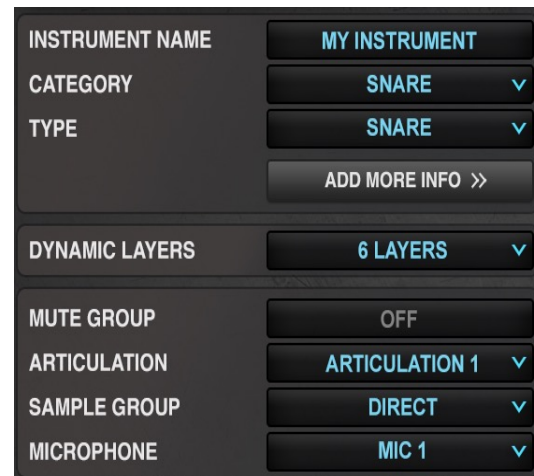 INSTRUMENT NAME MY INSTRUMENT
CATEGORY SNARE
TYPE SNARE
ADD MORE INFO >>
DYNAMIC LAYERS 6 LAYERS
MUTE GROUP OFF
ARTICULATION ARTICULATION 1
SAMPLE GROUP DIRECT
MICROPHONE MIC 1